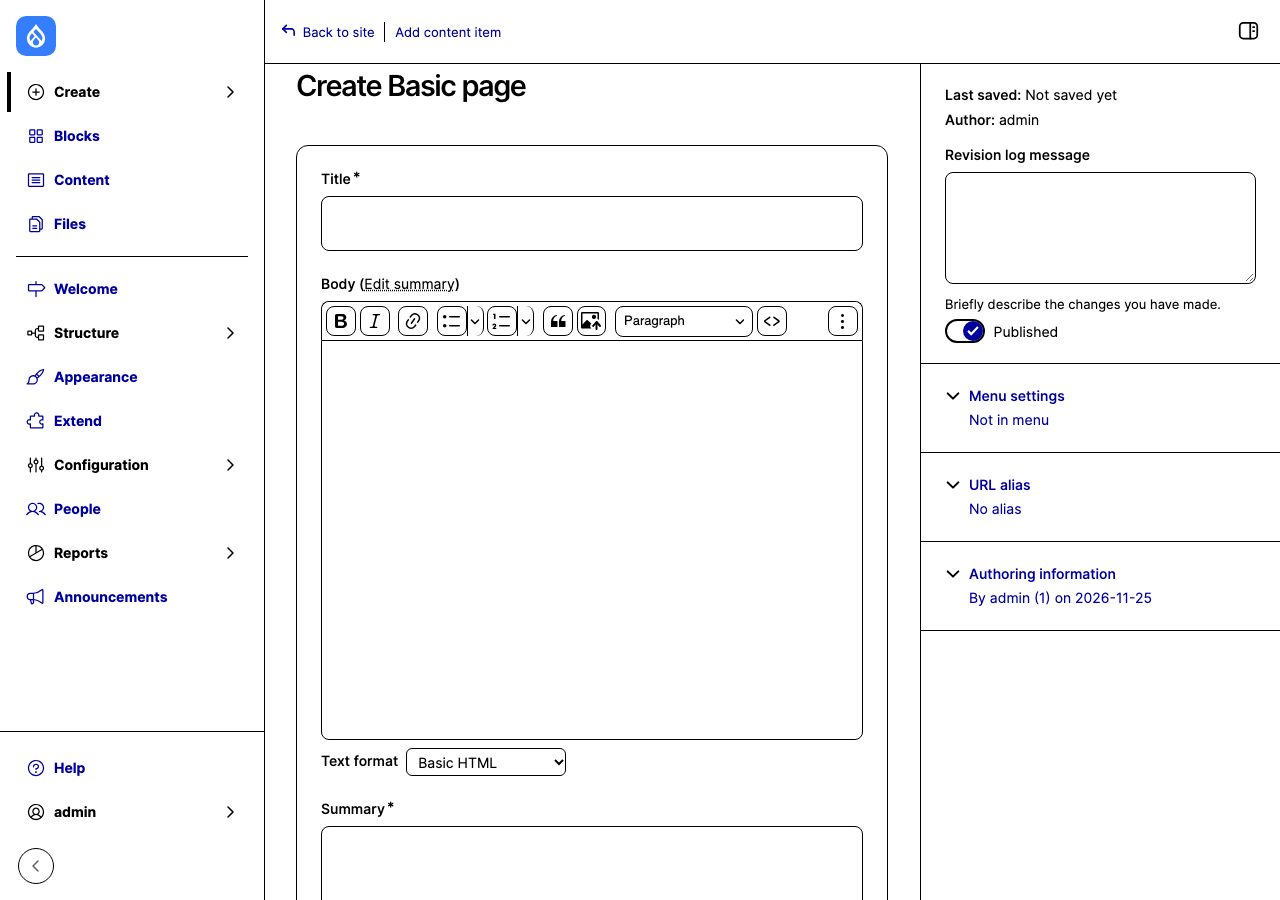 Back to site
Add content item
Create
Blocks
Content
Files
Welcome
Structure
Appearance
Extend
Configuration
People
Reports
Announcements
Help
admin
Create Basic page
Title*
Body (Edit summary)
B I Paragraph
Text format Basic HTML
Summary*
Last saved: Not saved yet
Author: admin
Revision log message
Briefly describe the changes you have made.
Published
Menu settings
Not in menu
URL alias
No alias
Authoring information
By admin (1) on 2026-11-25